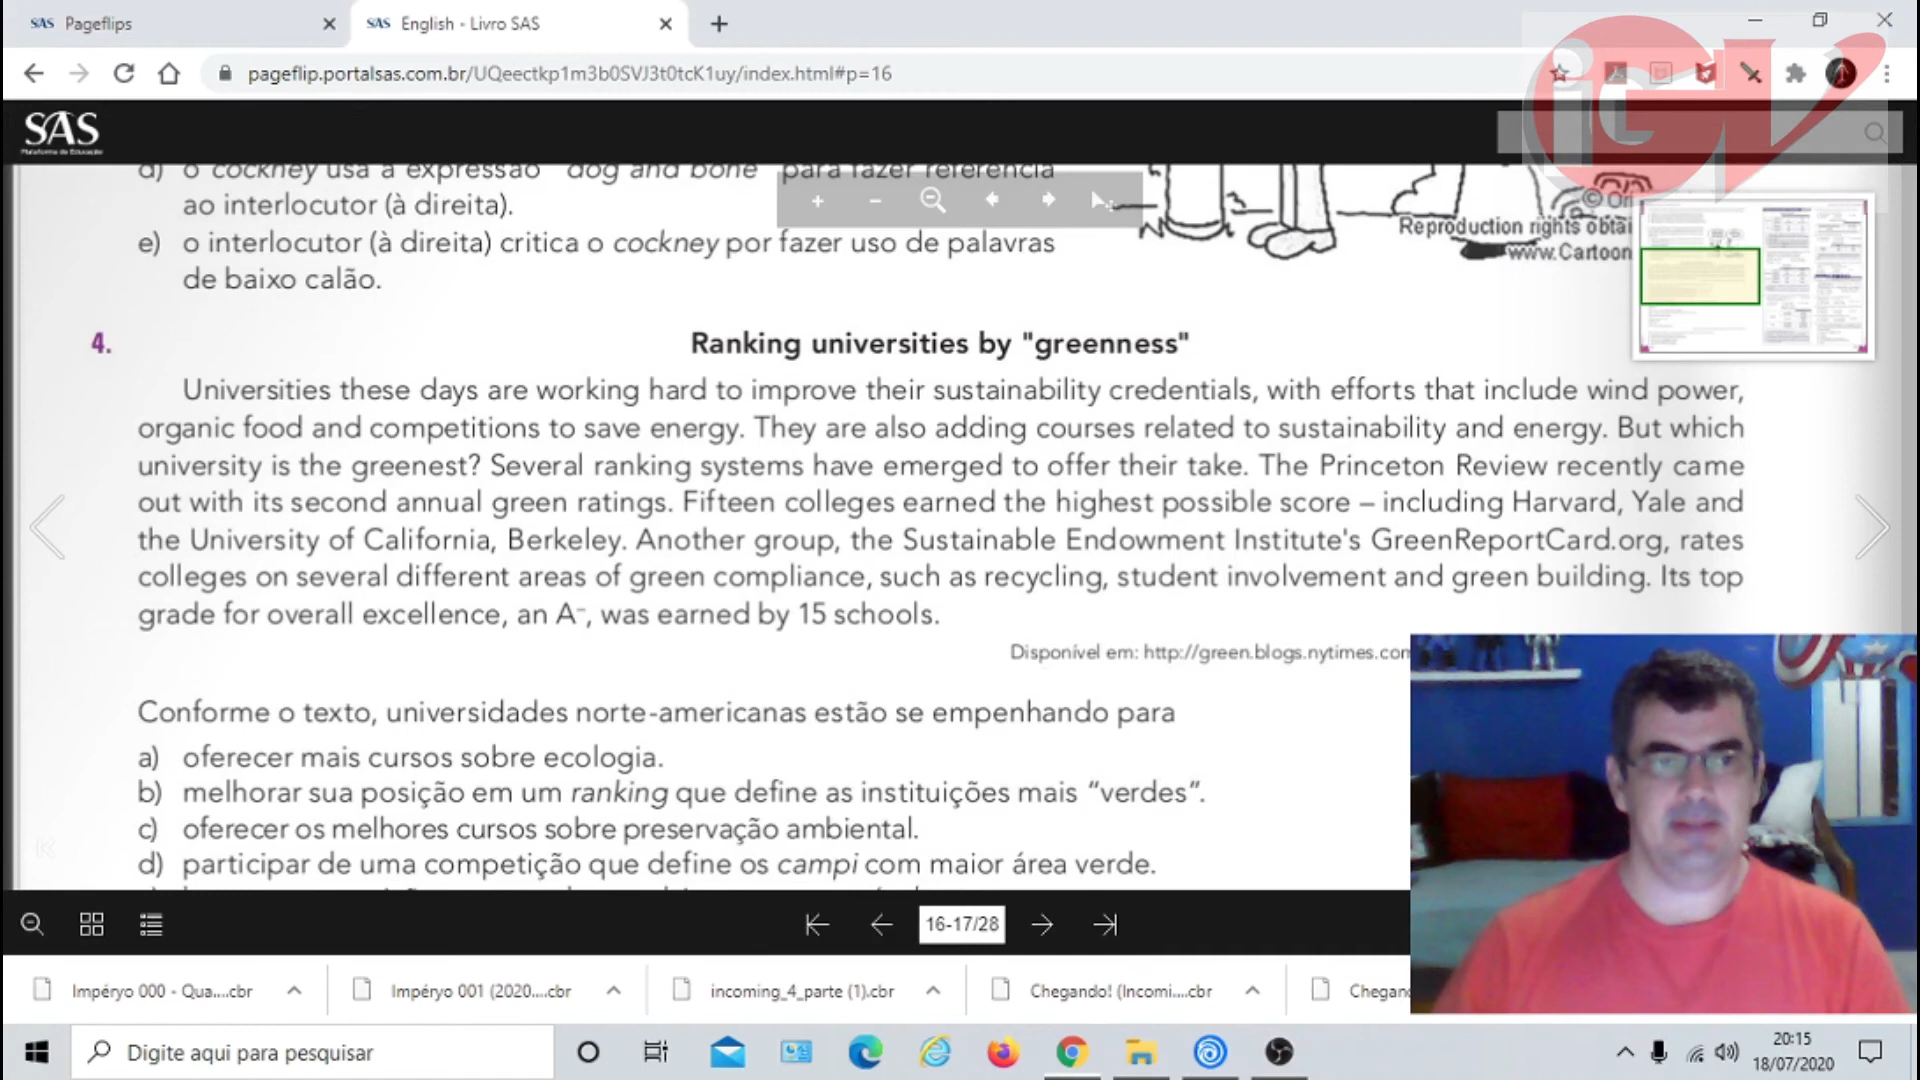 SAS Pageflips
SAS English - Livro SAS
pageflip.portalsas.com.br/UQeectkp1m3b0SVJ3t0tcK1uy/index.html#p=16
iGV
SAS
Plataforma de Educação
d) o cockney usa a expressão "dog and bone" para fazer referência
ao interlocutor (à direita).
e) o interlocutor (à direita) critica o cockney por fazer uso de palavras
de baixo calão.
Reproduction rights obtai
www.Cartoon
4.
Ranking universities by "greenness"
Universities these days are working hard to improve their sustainability credentials, with efforts that include wind power,
organic food and competitions to save energy. They are also adding courses related to sustainability and energy. But which
university is the greenest? Several ranking systems have emerged to offer their take. The Princeton Review recently came
out with its second annual green ratings. Fifteen colleges earned the highest possible score – including Harvard, Yale and
the University of California, Berkeley. Another group, the Sustainable Endowment Institute's GreenReportCard.org, rates
colleges on several different areas of green compliance, such as recycling, student involvement and green building. Its top
grade for overall excellence, an A⁻, was earned by 15 schools.
Disponível em: http://green.blogs.nytimes.com
Conforme o texto, universidades norte-americanas estão se empenhando para
a) oferecer mais cursos sobre ecologia.
b) melhorar sua posição em um ranking que define as instituições mais “verdes”.
c) oferecer os melhores cursos sobre preservação ambiental.
d) participar de uma competição que define os campi com maior área verde.
16-17/28
Impéryo 000 - Qua....cbr
Impéryo 001 (2020....cbr
incoming_4_parte (1).cbr
Chegando! (Incomi....cbr
Chegan
Digite aqui para pesquisar
20:15
18/07/2020